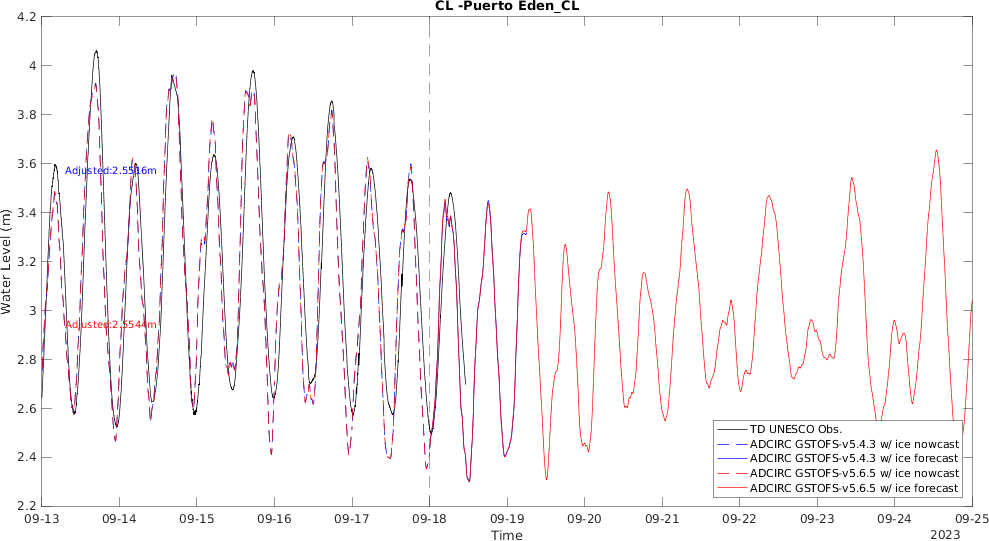 CL -Puerto Eden_CL
4.2
4
3.8
3.6
3.4
3.2
3
2.8
2.6
2.4
2.2
Water Level (m)
Adjusted:2.5516m
Adjusted:2.5544m
TD UNESCO Obs.
ADCIRC GSTOFS-v5.4.3 w/ ice nowcast
ADCIRC GSTOFS-v5.4.3 w/ ice forecast
ADCIRC GSTOFS-v5.6.5 w/ ice nowcast
ADCIRC GSTOFS-v5.6.5 w/ ice forecast
09-13 09-14 09-15 09-16 09-17 09-18 09-19 09-20 09-21 09-22 09-23 09-24 09-25
Time
2023